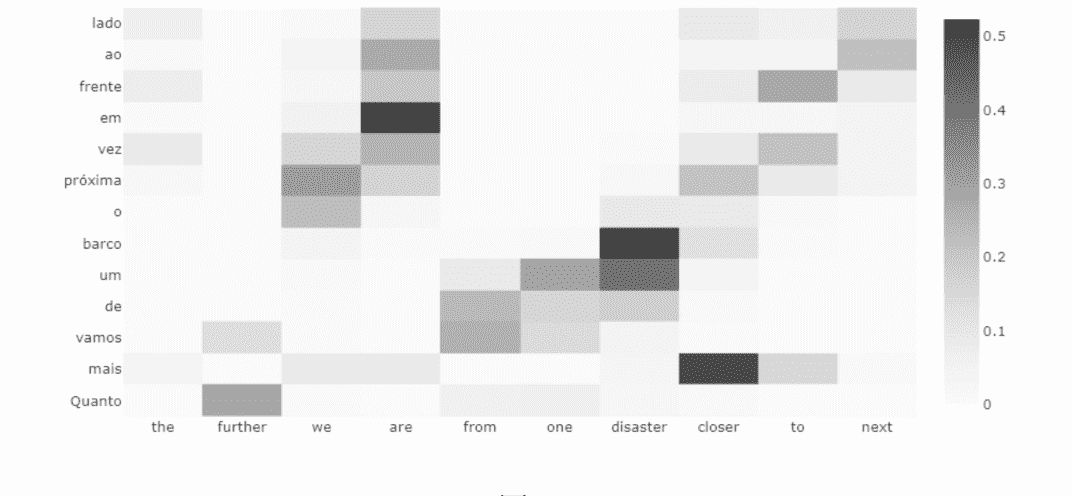 lado
ao
frente
em
vez
próxima
o
barco
um
de
vamos
mais
Quanto
the further we are from one disaster closer to next
0.5
0.4
0.3
0.2
0.1
0